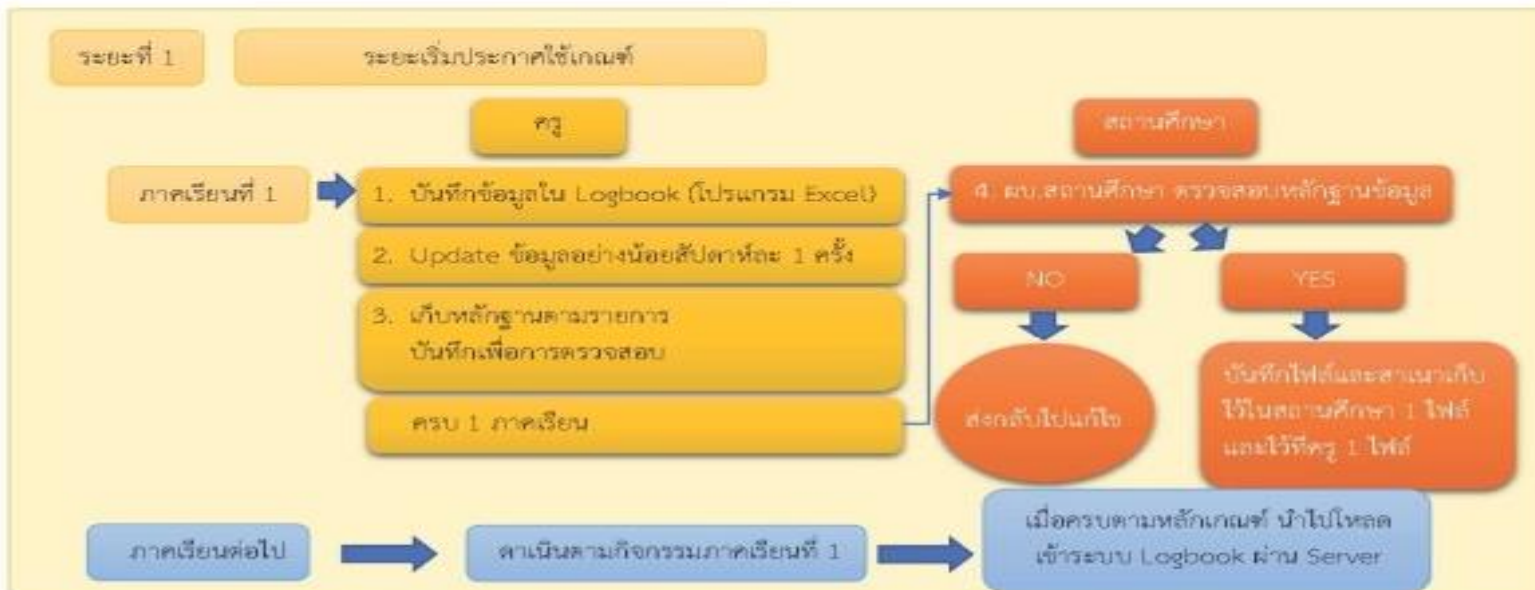 ระยะที่ 1
ระยะเริ่มประกาศใช้เกณฑ์
ครู
สถานศึกษา
ภาคเรียนที่ 1
1. บันทึกข้อมูลใน Logbook (โปรแกรม Excel)
2. Update ข้อมูลอย่างน้อยสัปดาห์ละ 1 ครั้ง
3. เก็บหลักฐานตามรายการ
บันทึกเพื่อการตรวจสอบ
ครบ 1 ภาคเรียน
4. ผบ.สถานศึกษา ตรวจสอบหลักฐานข้อมูล
NO
YES
ส่งกลับไปแก้ไข
บันทึกไฟล์และสำเนาเก็บ
ไว้ในสถานศึกษา 1 ไฟล์
และไว้ที่ครู 1 ไฟล์
ภาคเรียนต่อไป
ดำเนินตามกิจกรรมภาคเรียนที่ 1
เมื่อครบตามหลักเกณฑ์ นำไปโหลด
เข้าระบบ Logbook ผ่าน Server